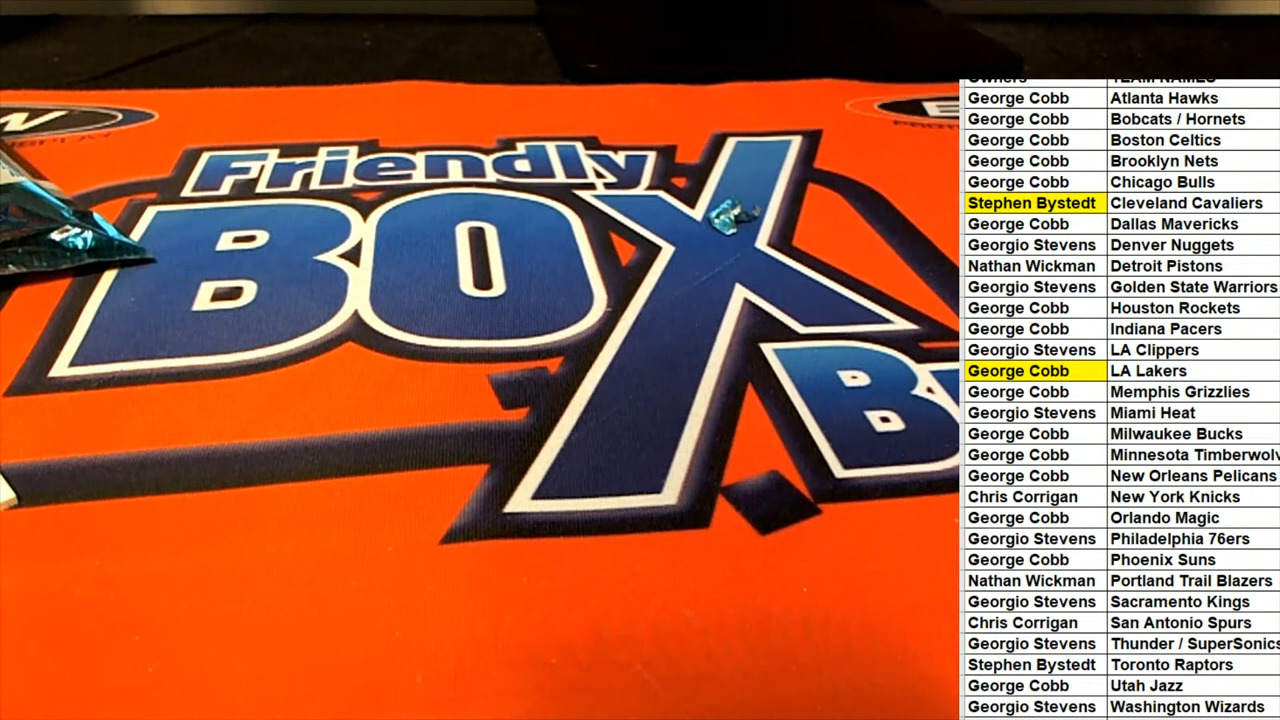 Friendly
BOX
Owners TEAM NAMES
George Cobb Atlanta Hawks
George Cobb Bobcats / Hornets
George Cobb Boston Celtics
George Cobb Brooklyn Nets
George Cobb Chicago Bulls
Stephen Bystedt Cleveland Cavaliers
George Cobb Dallas Mavericks
Georgio Stevens Denver Nuggets
Nathan Wickman Detroit Pistons
Georgio Stevens Golden State Warriors
George Cobb Houston Rockets
George Cobb Indiana Pacers
Georgio Stevens LA Clippers
George Cobb LA Lakers
George Cobb Memphis Grizzlies
Georgio Stevens Miami Heat
George Cobb Milwaukee Bucks
George Cobb Minnesota Timberwolv
George Cobb New Orleans Pelicans
Chris Corrigan New York Knicks
George Cobb Orlando Magic
Georgio Stevens Philadelphia 76ers
George Cobb Phoenix Suns
Nathan Wickman Portland Trail Blazers
Georgio Stevens Sacramento Kings
Chris Corrigan San Antonio Spurs
Georgio Stevens Thunder / SuperSonics
Stephen Bystedt Toronto Raptors
George Cobb Utah Jazz
Georgio Stevens Washington Wizards